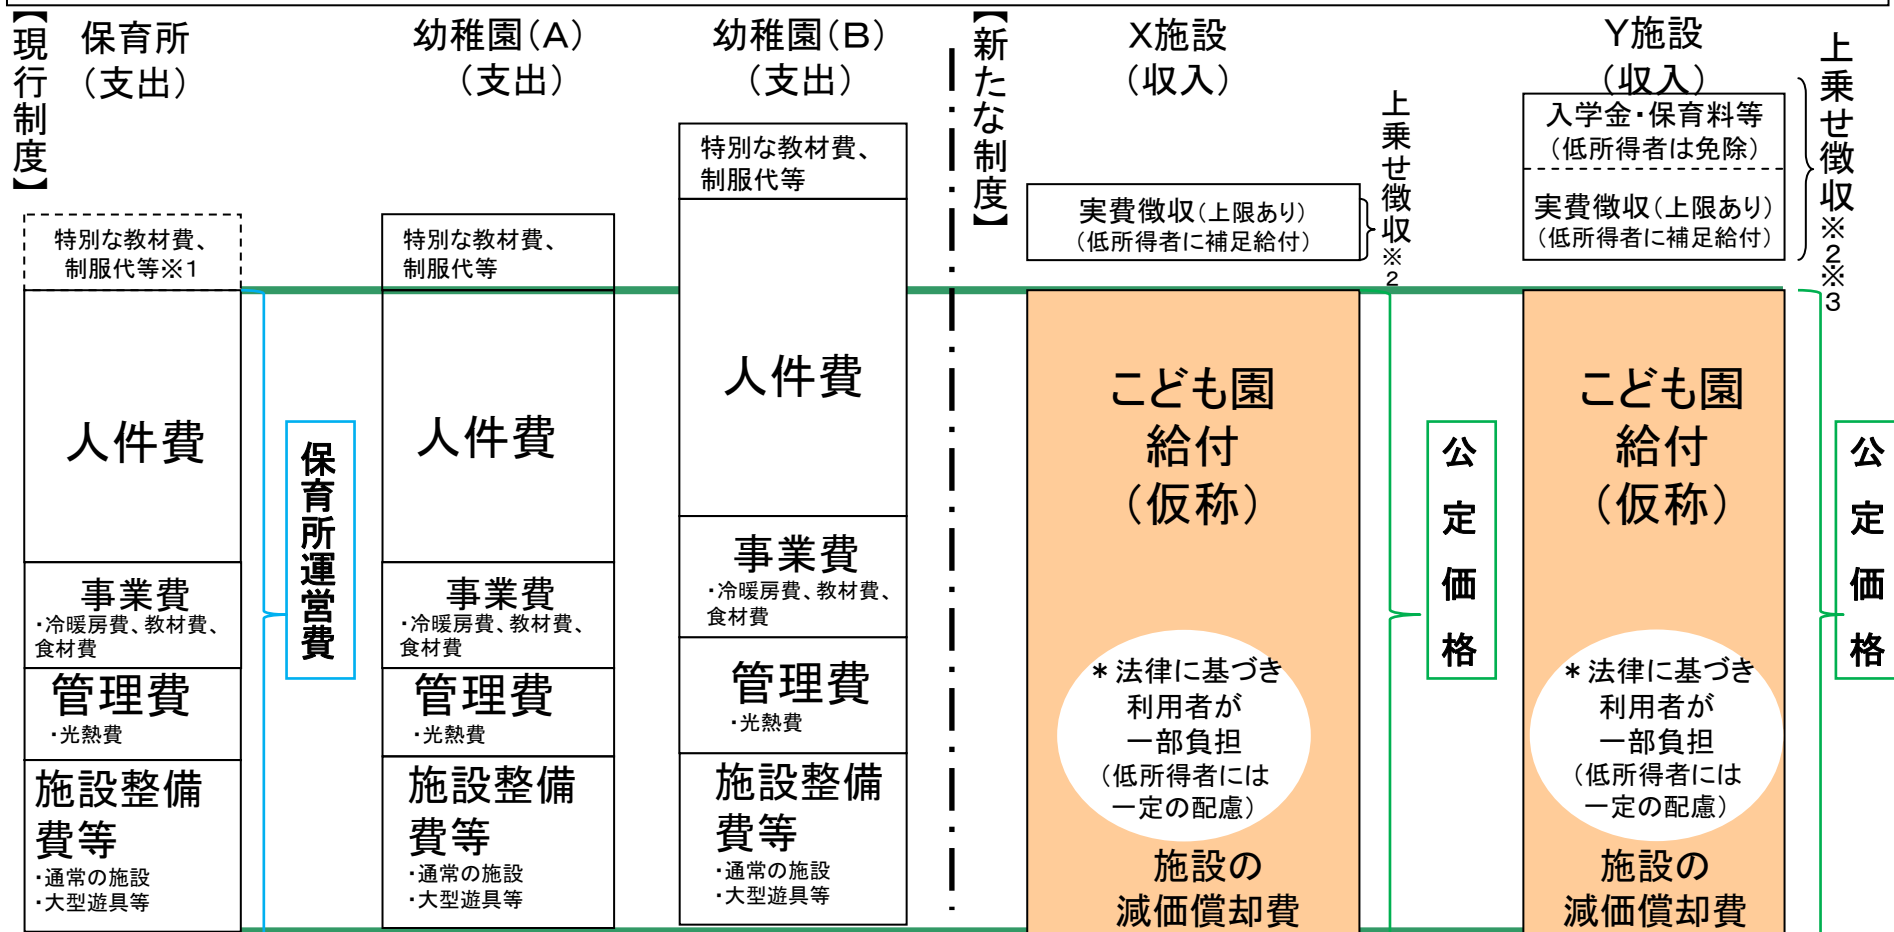 【現行制度】
保育所
（支出）
特別な教材費、
制服代等※1
人件費
事業費
・冷暖房費、教材費、
食材費
管理費
・光熱費
施設整備
費等
・通常の施設
・大型遊具等
保育所運営費
幼稚園（A）
（支出）
特別な教材費、
制服代等
人件費
事業費
・冷暖房費、教材費、
食材費
管理費
・光熱費
施設整備
費等
・通常の施設
・大型遊具等
幼稚園（B）
（支出）
特別な教材費、
制服代等
人件費
事業費
・冷暖房費、教材費、
食材費
管理費
・光熱費
施設整備
費等
・通常の施設
・大型遊具等
【新たな制度】
X施設
（収入）
実費徴収（上限あり）
（低所得者に補足給付）
上乗せ徴収※2
こども園
給付
（仮称）
＊法律に基づき
利用者が
一部負担
（低所得者には
一定の配慮）
施設の
減価償却費
公定価格
Y施設
（収入）
入学金・保育料等
（低所得者は免除）
実費徴収（上限あり）
（低所得者に補足給付）
上乗せ徴収※2※3
こども園
給付
（仮称）
＊法律に基づき
利用者が
一部負担
（低所得者には
一定の配慮）
施設の
減価償却費
公定価格